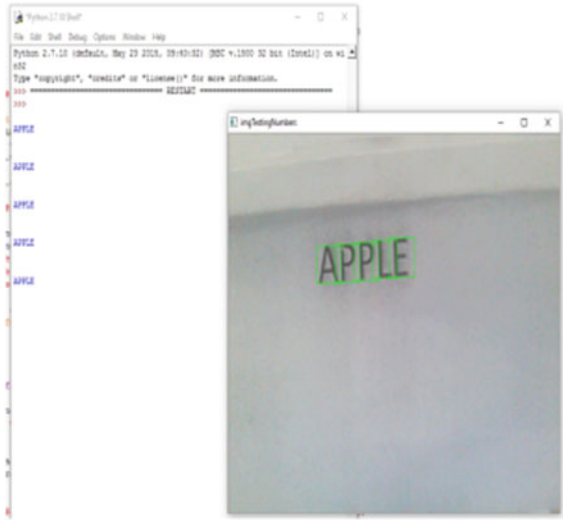 Python 2.7.10 Shell
File Edit Shell Debug Options Window Help
Python 2.7.10 (default, May 23 2015, 09:40:32) [MSC v.1500 32 bit (Intel)] on wi
n32
Type "copyright", "credits" or "license()" for more information.
>>> ================================ RESTART ================================
>>>
APPLE
APPLE
APPLE
APPLE
APPLE
imgTestingNumbers
APPLE